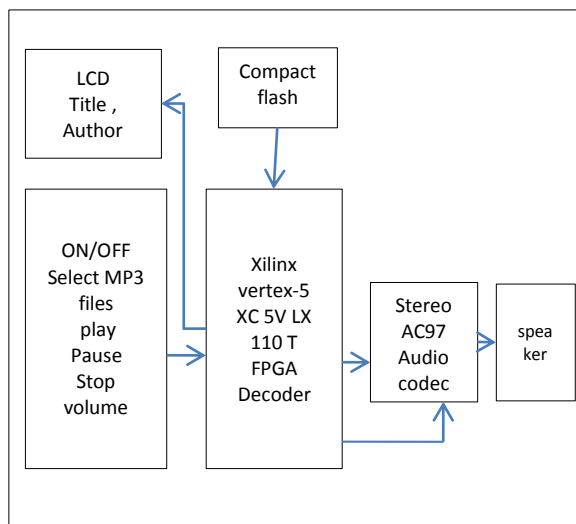 LCD
Title ,
Author
Compact
flash
ON/OFF
Select MP3
files
play
Pause
Stop
volume
Xilinx
vertex-5
XC 5V LX
110 T
FPGA
Decoder
Stereo
AC97
Audio
codec
spea
ker